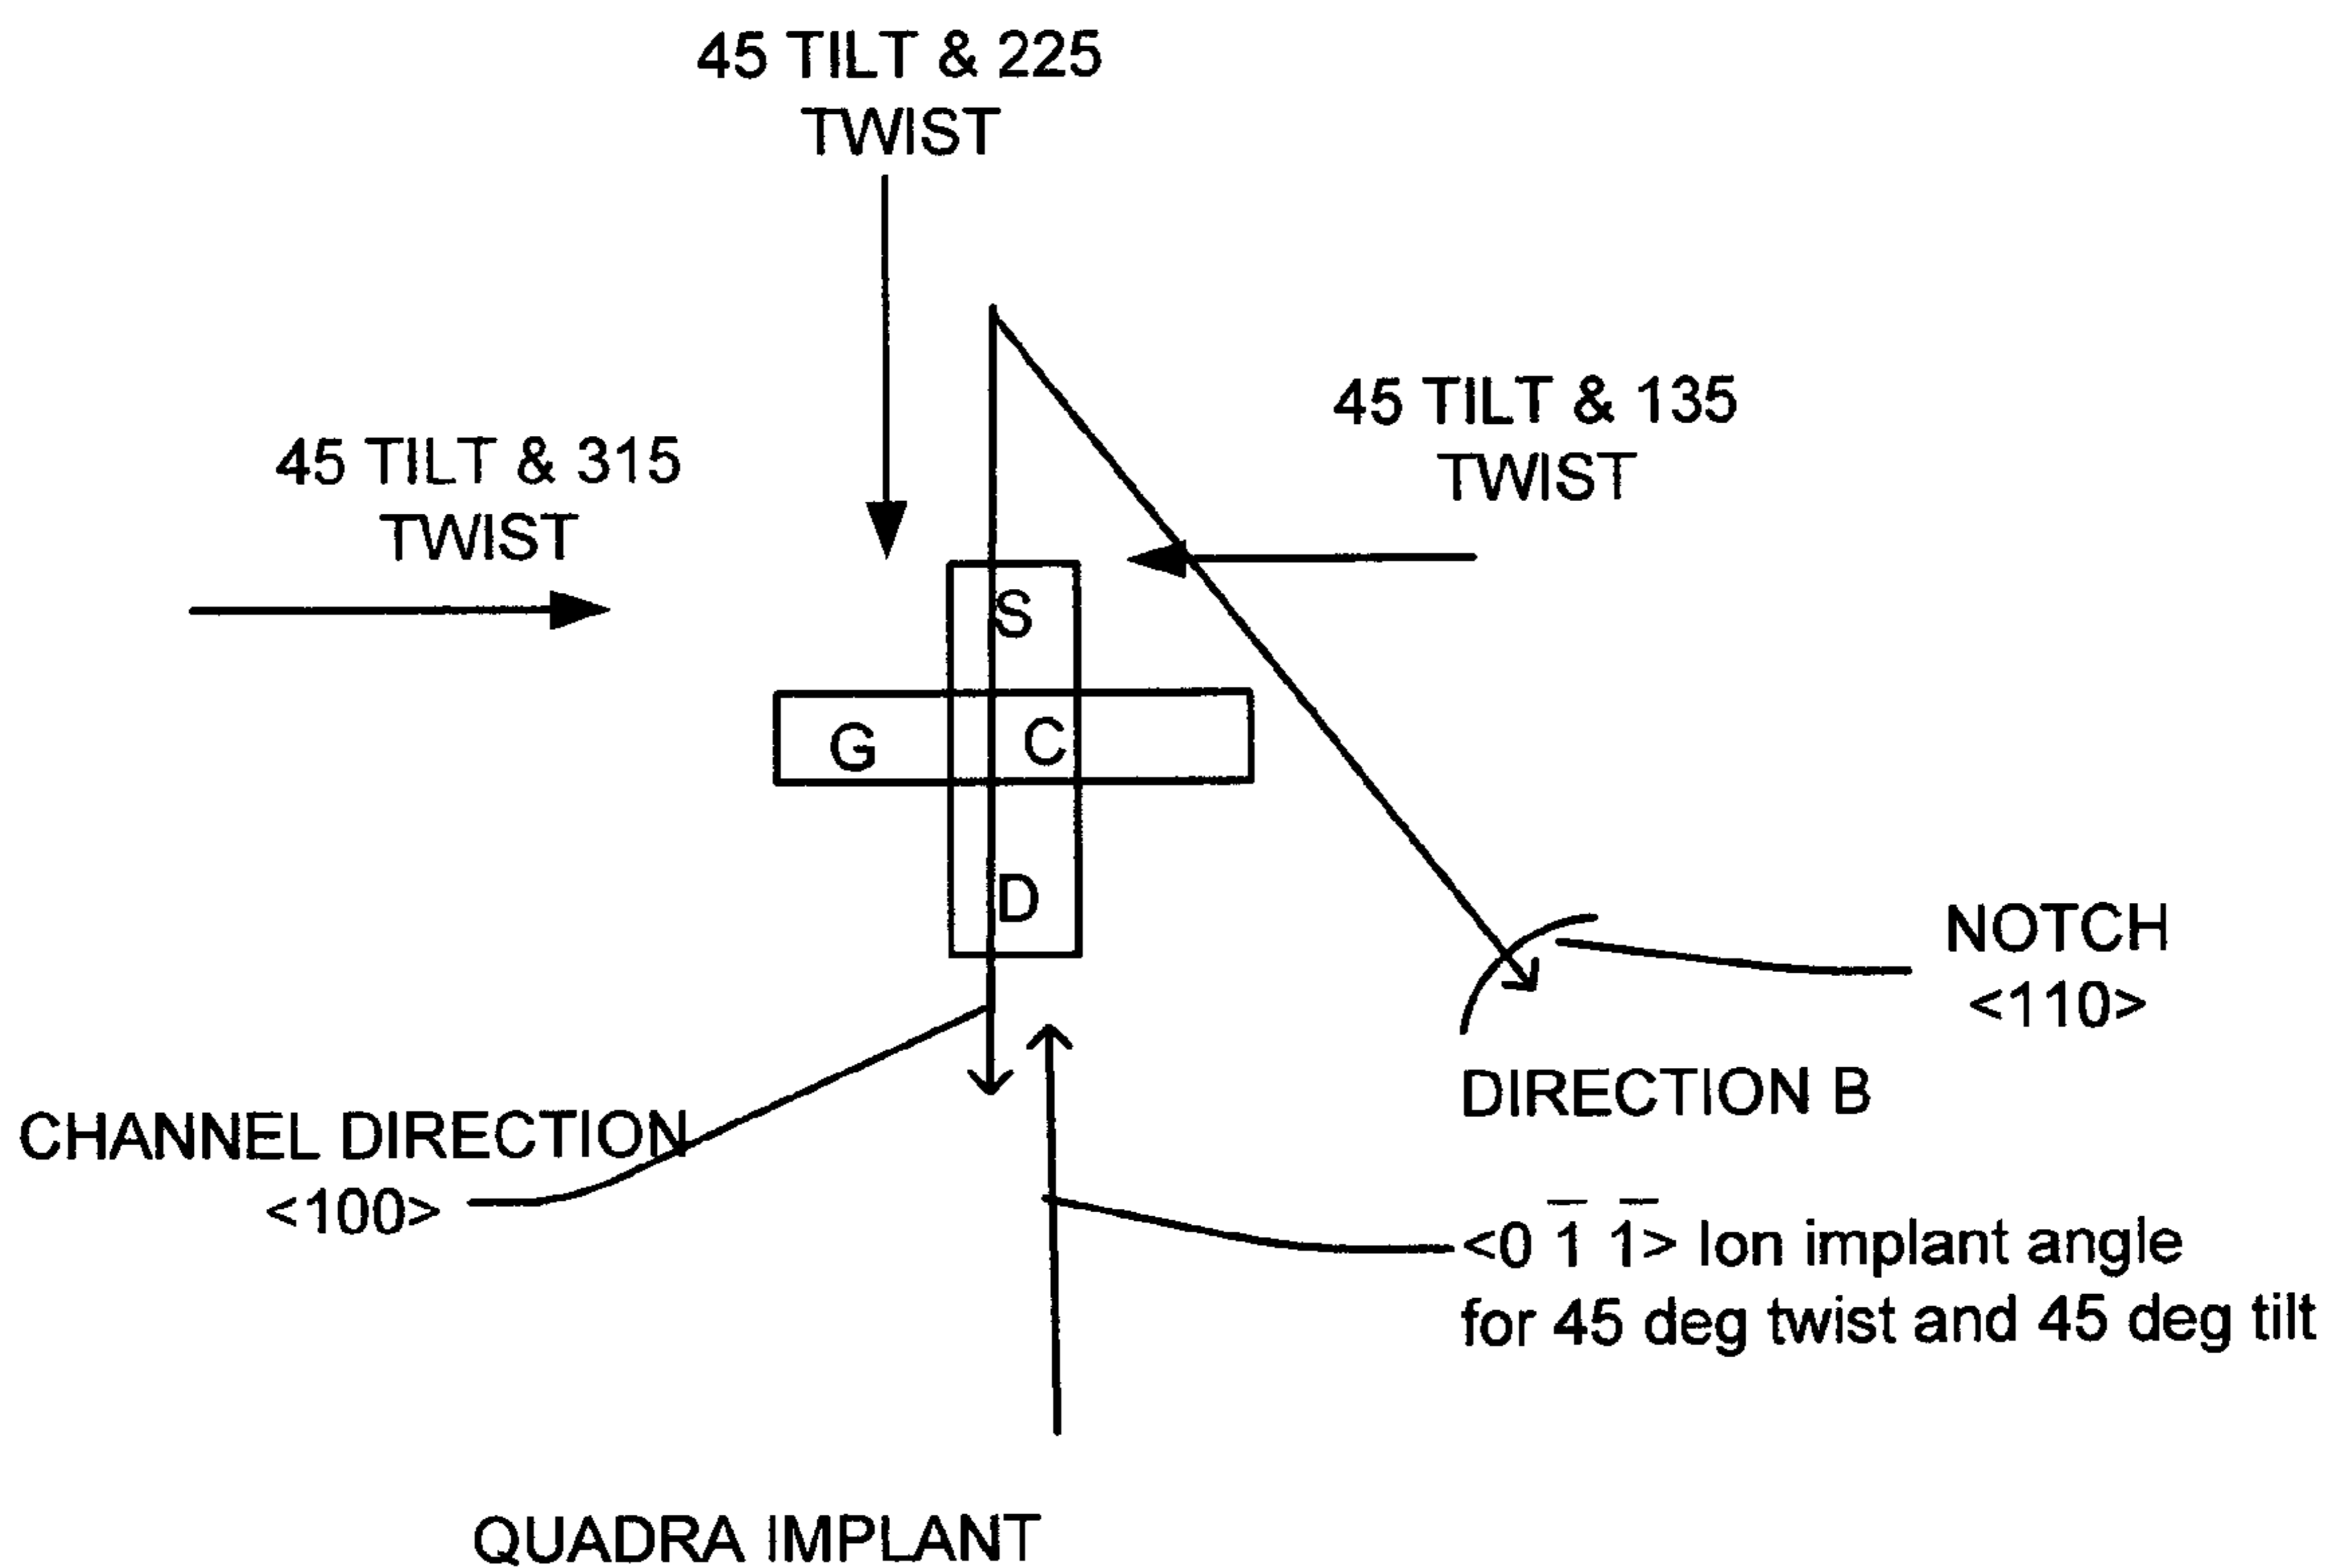 45 TILT & 225
TWIST
45 TILT & 135
TWIST
45 TILT & 315
TWIST
S
G
C
D
NOTCH
<110>
DIRECTION B
CHANNEL DIRECTION
<100>
<0 1̅ 1̅> Ion implant angle
for 45 deg twist and 45 deg tilt
QUADRA IMPLANT